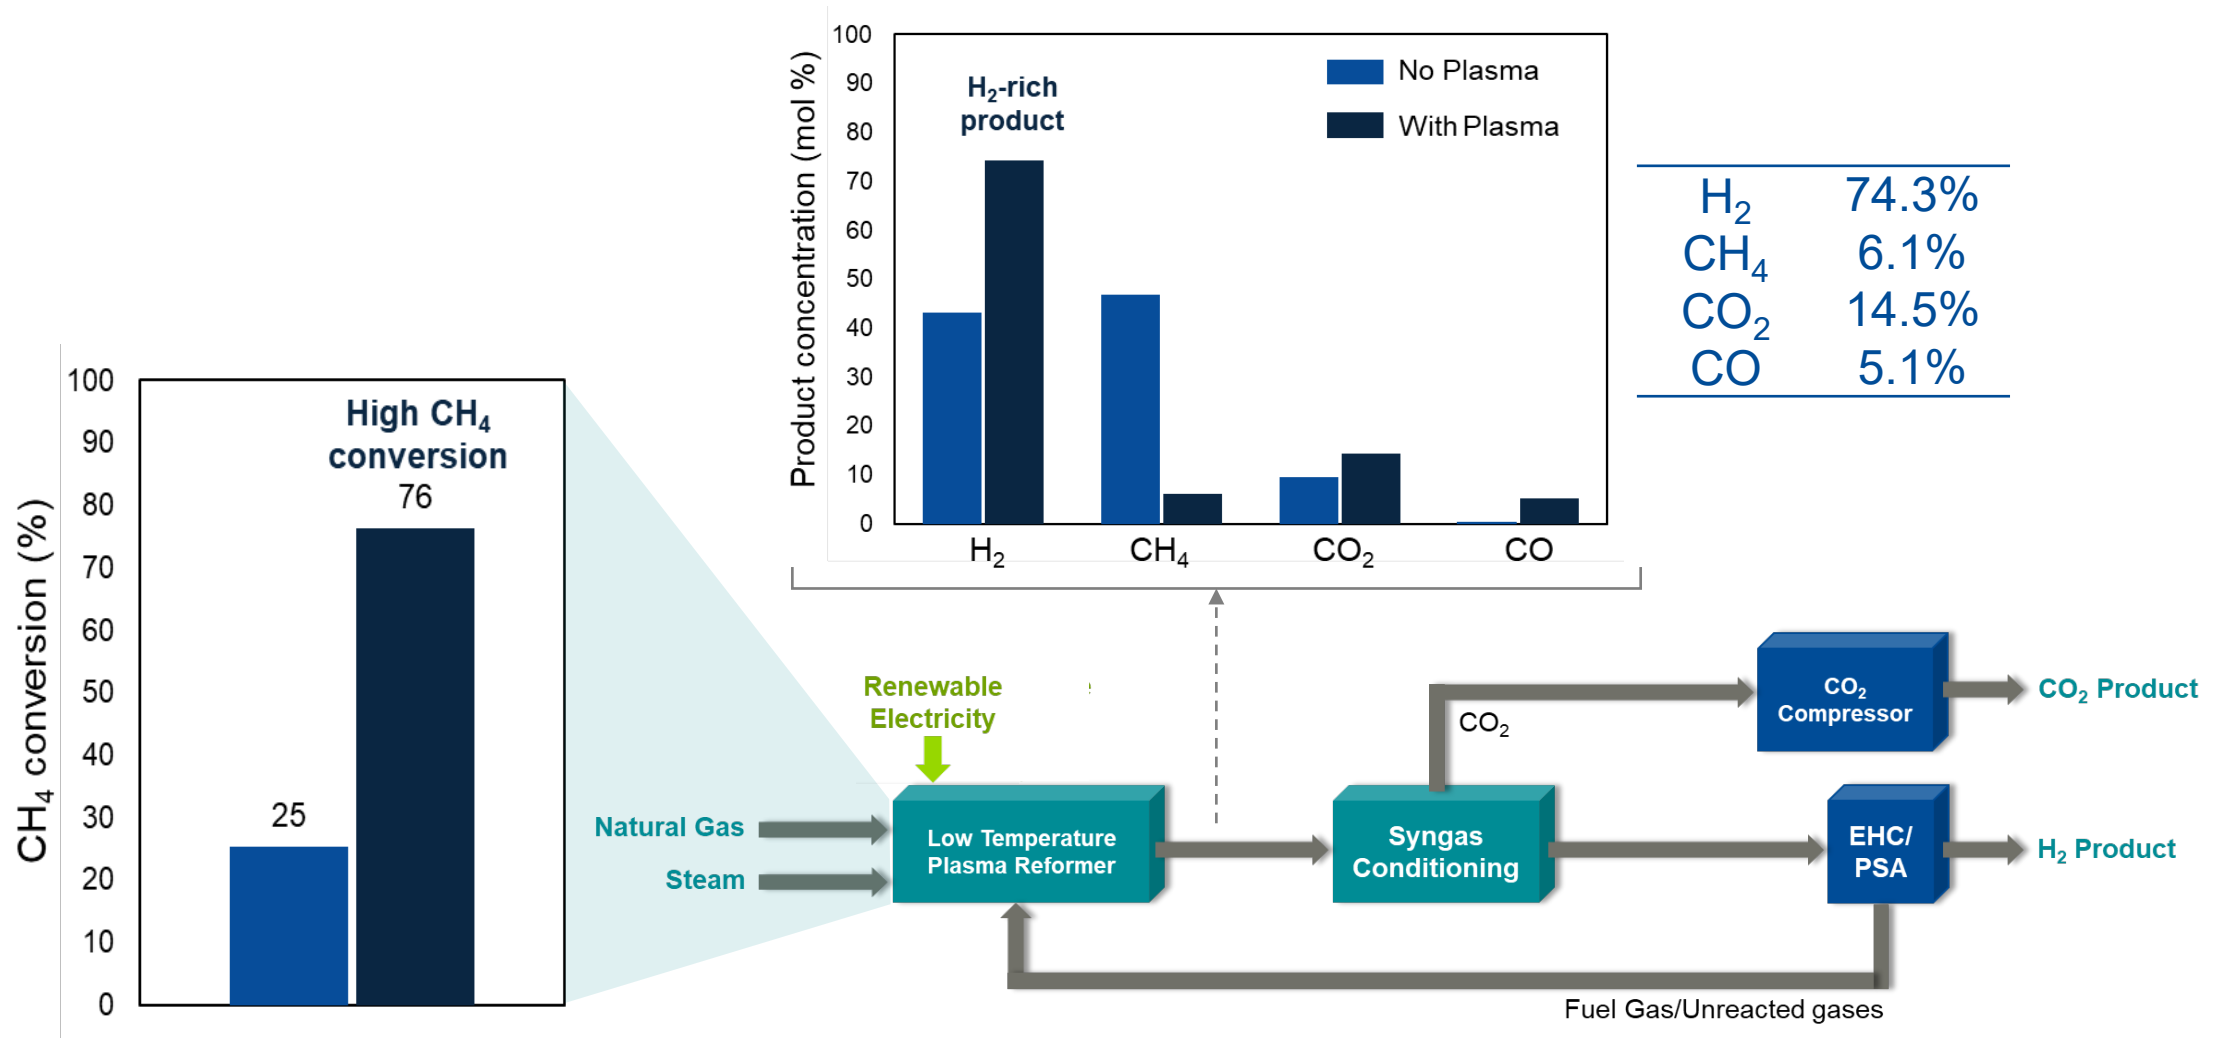 100
90
80
70
60
50
40
30
20
10
0
Product concentration (mol %)
H₂-rich
product
No Plasma
With Plasma
H₂ CH₄ CO₂ CO
H₂ 74.3%
CH₄ 6.1%
CO₂ 14.5%
CO 5.1%
100
90
80
70
60
50
40
30
20
10
0
CH₄ conversion (%)
High CH₄
conversion
76
25
Renewable
Electricity
Natural Gas
Steam
Low Temperature
Plasma Reformer
Syngas
Conditioning
CO₂
CO₂
Compressor
CO₂ Product
EHC/
PSA
H₂ Product
Fuel Gas/Unreacted gases